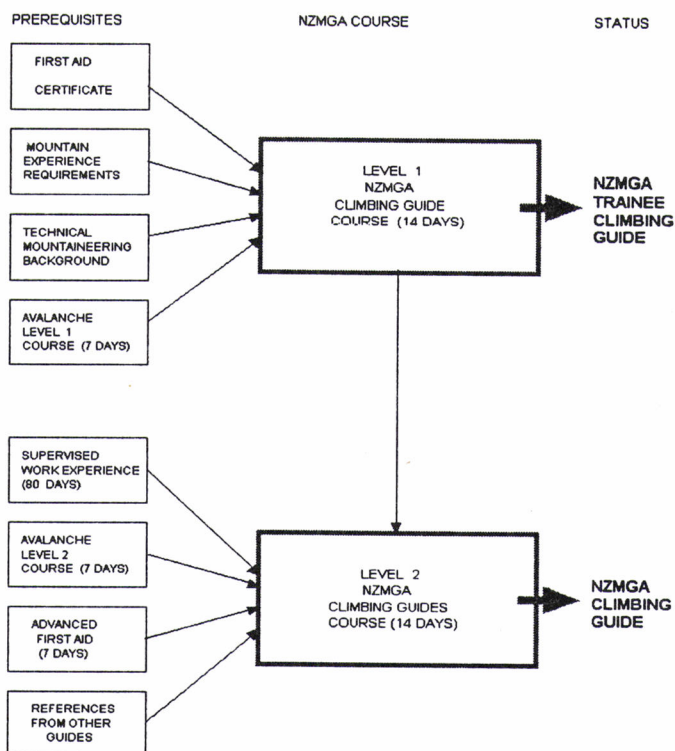 PREREQUISITES
NZMGA COURSE
STATUS
FIRST AID
CERTIFICATE
MOUNTAIN
EXPERIENCE
REQUIREMENTS
TECHNICAL
MOUNTAINEERING
BACKGROUND
AVALANCHE
LEVEL 1
COURSE (7 DAYS)
LEVEL 1
NZMGA
CLIMBING GUIDE
COURSE (14 DAYS)
NZMGA
TRAINEE
CLIMBING
GUIDE
SUPERVISED
WORK EXPERIENCE
(80 DAYS)
AVALANCHE
LEVEL 2
COURSE (7 DAYS)
ADVANCED
FIRST AID
(7 DAYS)
REFERENCES
FROM OTHER
GUIDES
LEVEL 2
NZMGA
CLIMBING GUIDES
COURSE (14 DAYS)
NZMGA
CLIMBING
GUIDE